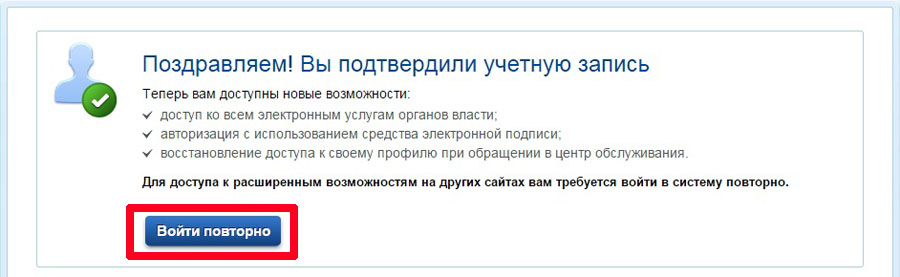 Поздравляем! Вы подтвердили учетную запись
Теперь вам доступны новые возможности:
доступ ко всем электронным услугам органов власти;
авторизация с использованием средства электронной подписи;
восстановление доступа к своему профилю при обращении в центр обслуживания.
Для доступа к расширенным возможностям на других сайтах вам требуется войти в систему повторно.
Войти повторно